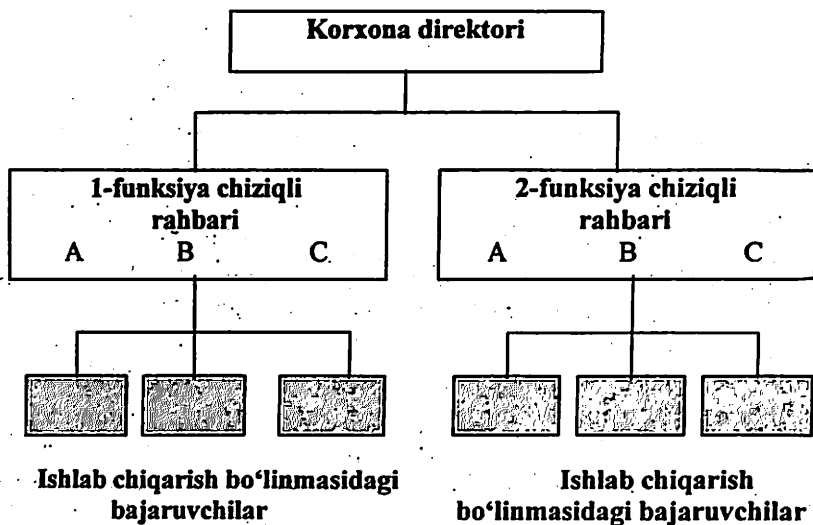 Korxona direktori
1-funksiya chiziqli
rahbari
A B C
2-funksiya chiziqli
rahbari
A B C
Ishlab chiqarish bo‘linmasidagi
bajaruvchilar
Ishlab chiqarish
bo‘linmasidagi bajaruvchilar